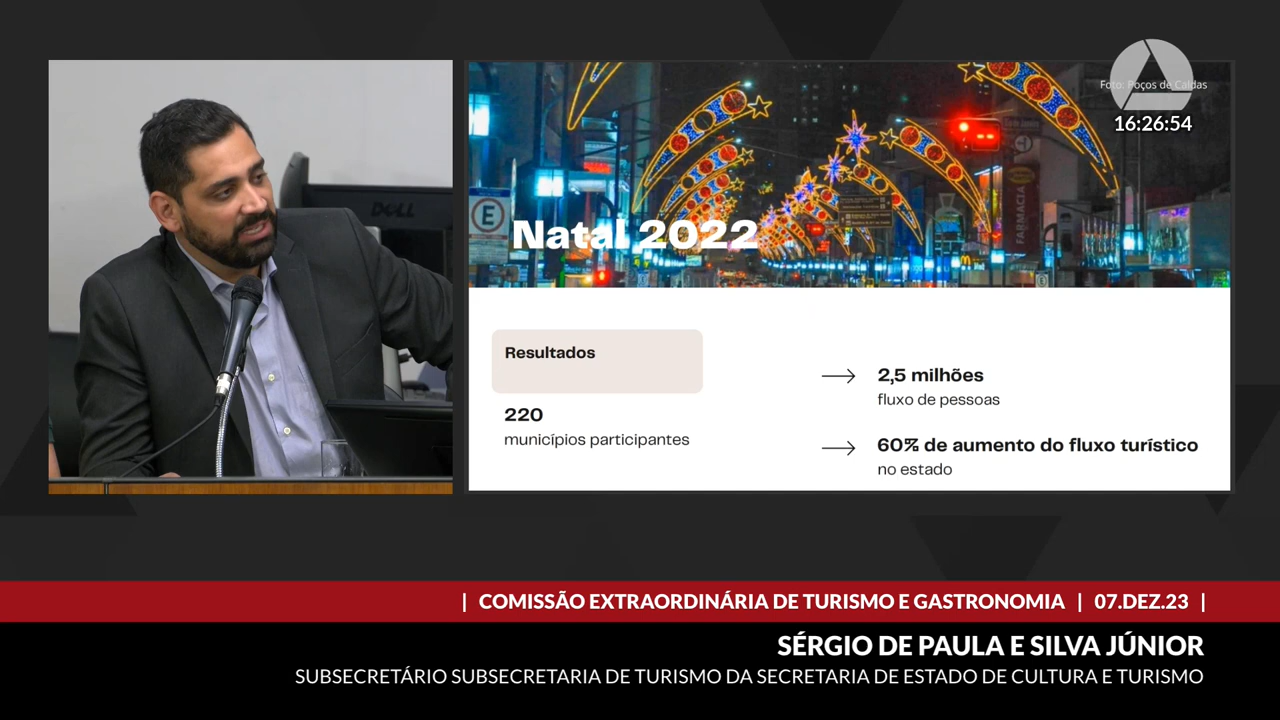 DELL
Foto: Poços de Caldas
16:26:54
E
FARMACIA
Natal 2022
Resultados
220
municípios participantes
2,5 milhões
fluxo de pessoas
60% de aumento do fluxo turístico
no estado
| COMISSÃO EXTRAORDINÁRIA DE TURISMO E GASTRONOMIA | 07.DEZ.23 |
SÉRGIO DE PAULA E SILVA JÚNIOR
SUBSECRETÁRIO SUBSECRETARIA DE TURISMO DA SECRETARIA DE ESTADO DE CULTURA E TURISMO